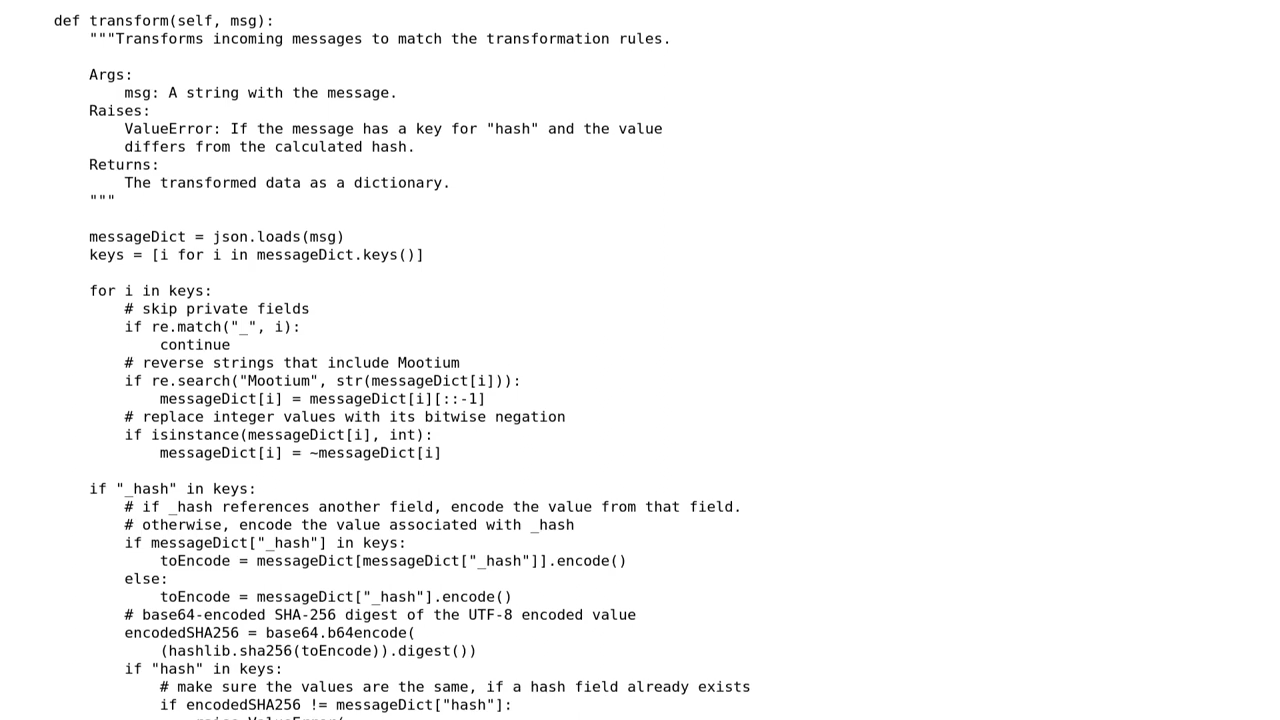 def transform(self, msg):
"""Transforms incoming messages to match the transformation rules.
Args:
msg: A string with the message.
Raises:
ValueError: If the message has a key for "hash" and the value
differs from the calculated hash.
Returns:
The transformed data as a dictionary.
"""
messageDict = json.loads(msg)
keys = [i for i in messageDict.keys()]
for i in keys:
# skip private fields
if re.match("_", i):
continue
# reverse strings that include Mootium
if re.search("Mootium", str(messageDict[i])):
messageDict[i] = messageDict[i][::-1]
# replace integer values with its bitwise negation
if isinstance(messageDict[i], int):
messageDict[i] = ~messageDict[i]
if "_hash" in keys:
# if _hash references another field, encode the value from that field.
# otherwise, encode the value associated with _hash
if messageDict["_hash"] in keys:
toEncode = messageDict[messageDict["_hash"]].encode()
else:
toEncode = messageDict["_hash"].encode()
# base64-encoded SHA-256 digest of the UTF-8 encoded value
encodedSHA256 = base64.b64encode(
(hashlib.sha256(toEncode)).digest())
if "hash" in keys:
# make sure the values are the same, if a hash field already exists
if encodedSHA256 != messageDict["hash"]:
raise ValueError(